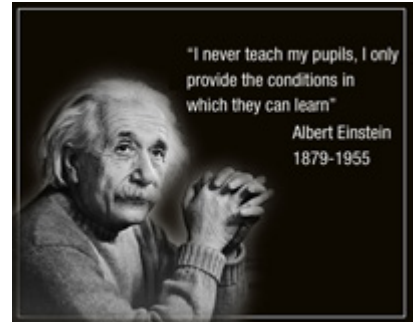 “I never teach my pupils, I only
provide the conditions in
which they can learn”
Albert Einstein
1879-1955